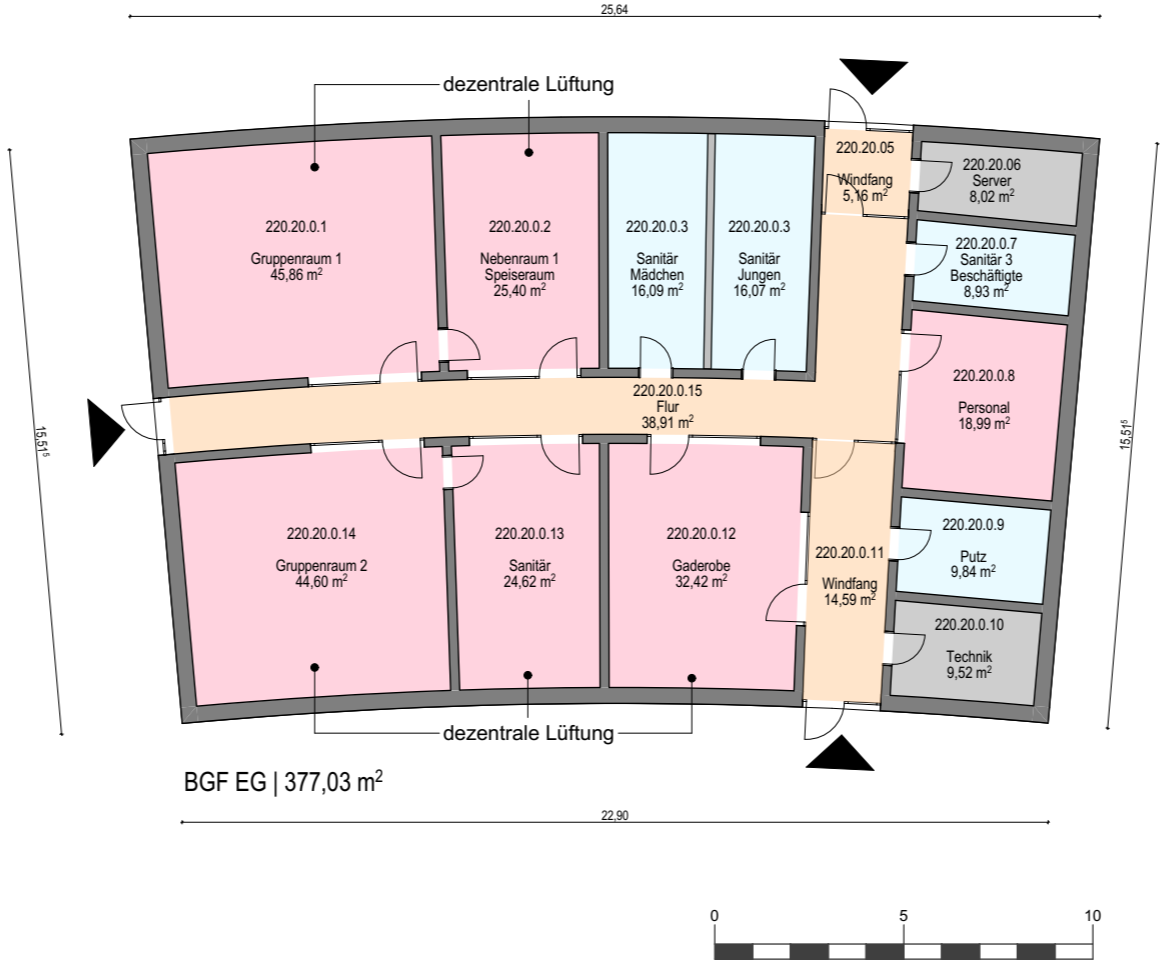 25,64
dezentrale Lüftung
220.20.0.1
Gruppenraum 1
45,86 m²
220.20.0.2
Nebenraum 1
Speiseraum
25,40 m²
220.20.0.3
Sanitär
Mädchen
16,09 m²
220.20.0.3
Sanitär
Jungen
16,07 m²
220.20.05
Windfang
5,16 m²
220.20.06
Server
8,02 m²
220.20.0.7
Sanitär 3
Beschäftigte
8,93 m²
220.20.0.8
Personal
18,99 m²
220.20.0.15
Flur
38,91 m²
15,51⁵
15,51⁵
220.20.0.14
Gruppenraum 2
44,60 m²
220.20.0.13
Sanitär
24,62 m²
220.20.0.12
Gaderobe
32,42 m²
220.20.0.11
Windfang
14,59 m²
220.20.0.9
Putz
9,84 m²
220.20.0.10
Technik
9,52 m²
dezentrale Lüftung
BGF EG | 377,03 m²
22,90
0 5 10